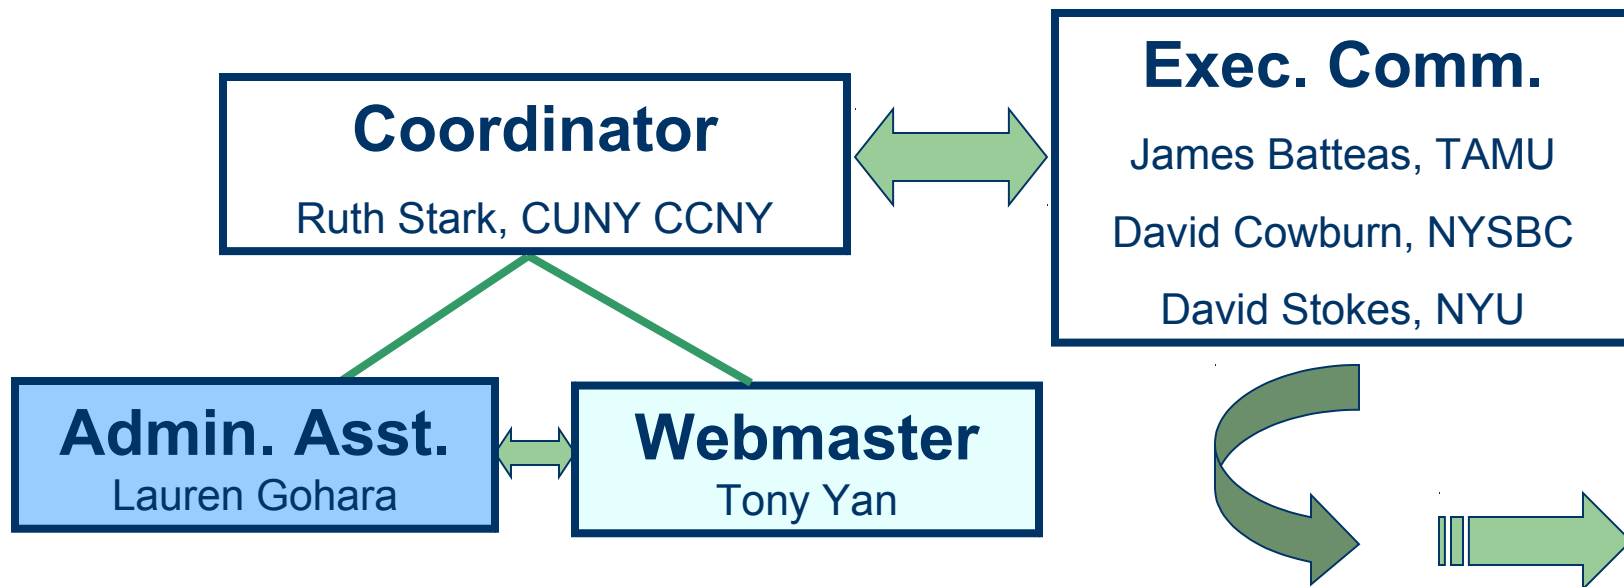 Coordinator
Ruth Stark, CUNY CCNY
Exec. Comm.
James Batteas, TAMU
David Cowburn, NYSBC
David Stokes, NYU
Admin. Asst.
Lauren Gohara
Webmaster
Tony Yan